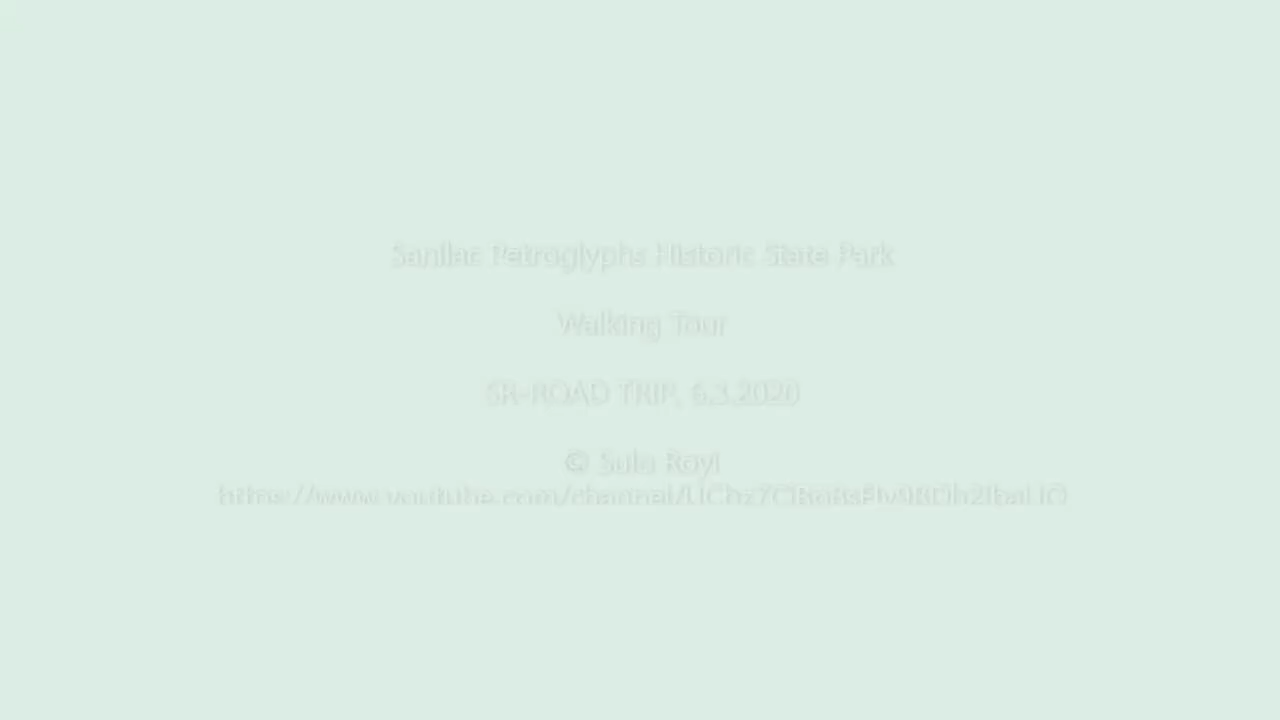 Sanilac Petroglyphs Historic State Park
Walking Tour
SR-ROAD TRIP, 6.3.2020
© Sula Royi